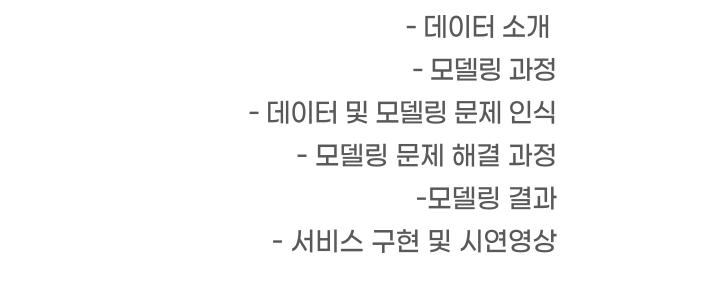 - 데이터 소개
- 모델링 과정
- 데이터 및 모델링 문제 인식
- 모델링 문제 해결 과정
-모델링 결과
- 서비스 구현 및 시연영상